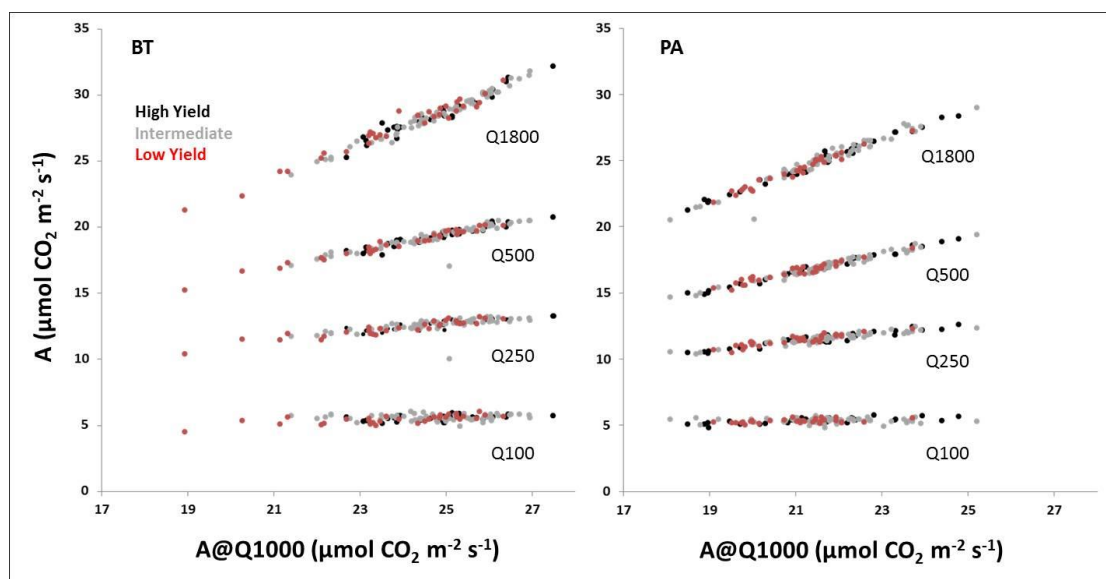 BT
High Yield
Intermediate
Low Yield
Q1800
Q500
Q250
Q100
35
30
25
20
15
10
5
0
17
19
21
23
25
27
A (µmol CO₂ m⁻² s⁻¹)
A@Q1000 (µmol CO₂ m⁻² s⁻¹)
PA
Q1800
Q500
Q250
Q100
35
30
25
20
15
10
5
0
17
19
21
23
25
27
A@Q1000 (µmol CO₂ m⁻² s⁻¹)